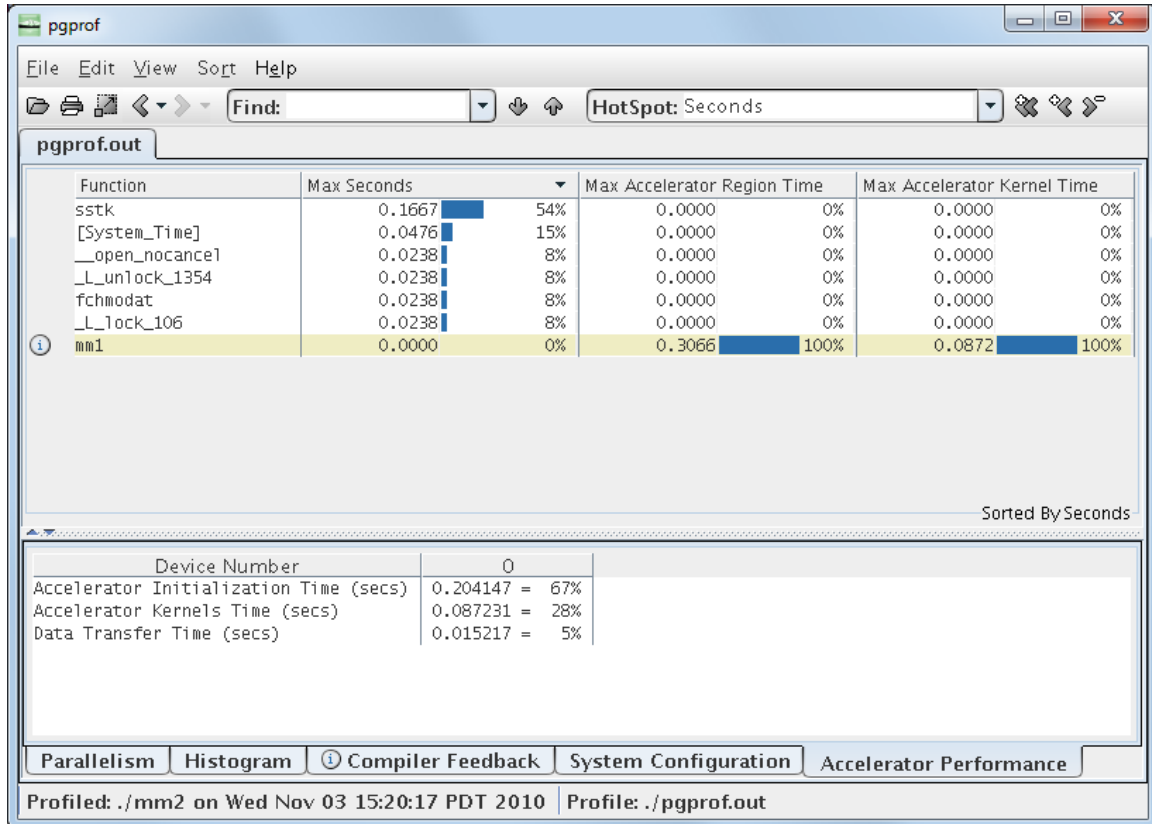 pgprof
File Edit View Sort Help
Find: HotSpot: Seconds
pgprof.out
Function Max Seconds Max Accelerator Region Time Max Accelerator Kernel Time
sstk 0.1667 54% 0.0000 0% 0.0000 0%
[System_Time] 0.0476 15% 0.0000 0% 0.0000 0%
__open_nocancel 0.0238 8% 0.0000 0% 0.0000 0%
_L_unlock_1354 0.0238 8% 0.0000 0% 0.0000 0%
fchmodat 0.0238 8% 0.0000 0% 0.0000 0%
_L_lock_106 0.0238 8% 0.0000 0% 0.0000 0%
mm1 0.0000 0% 0.3066 100% 0.0872 100%
Sorted By Seconds
Device Number 0
Accelerator Initialization Time (secs) 0.204147 = 67%
Accelerator Kernels Time (secs) 0.087231 = 28%
Data Transfer Time (secs) 0.015217 = 5%
Parallelism Histogram Compiler Feedback System Configuration Accelerator Performance
Profiled: ./mm2 on Wed Nov 03 15:20:17 PDT 2010 Profile: ./pgprof.out